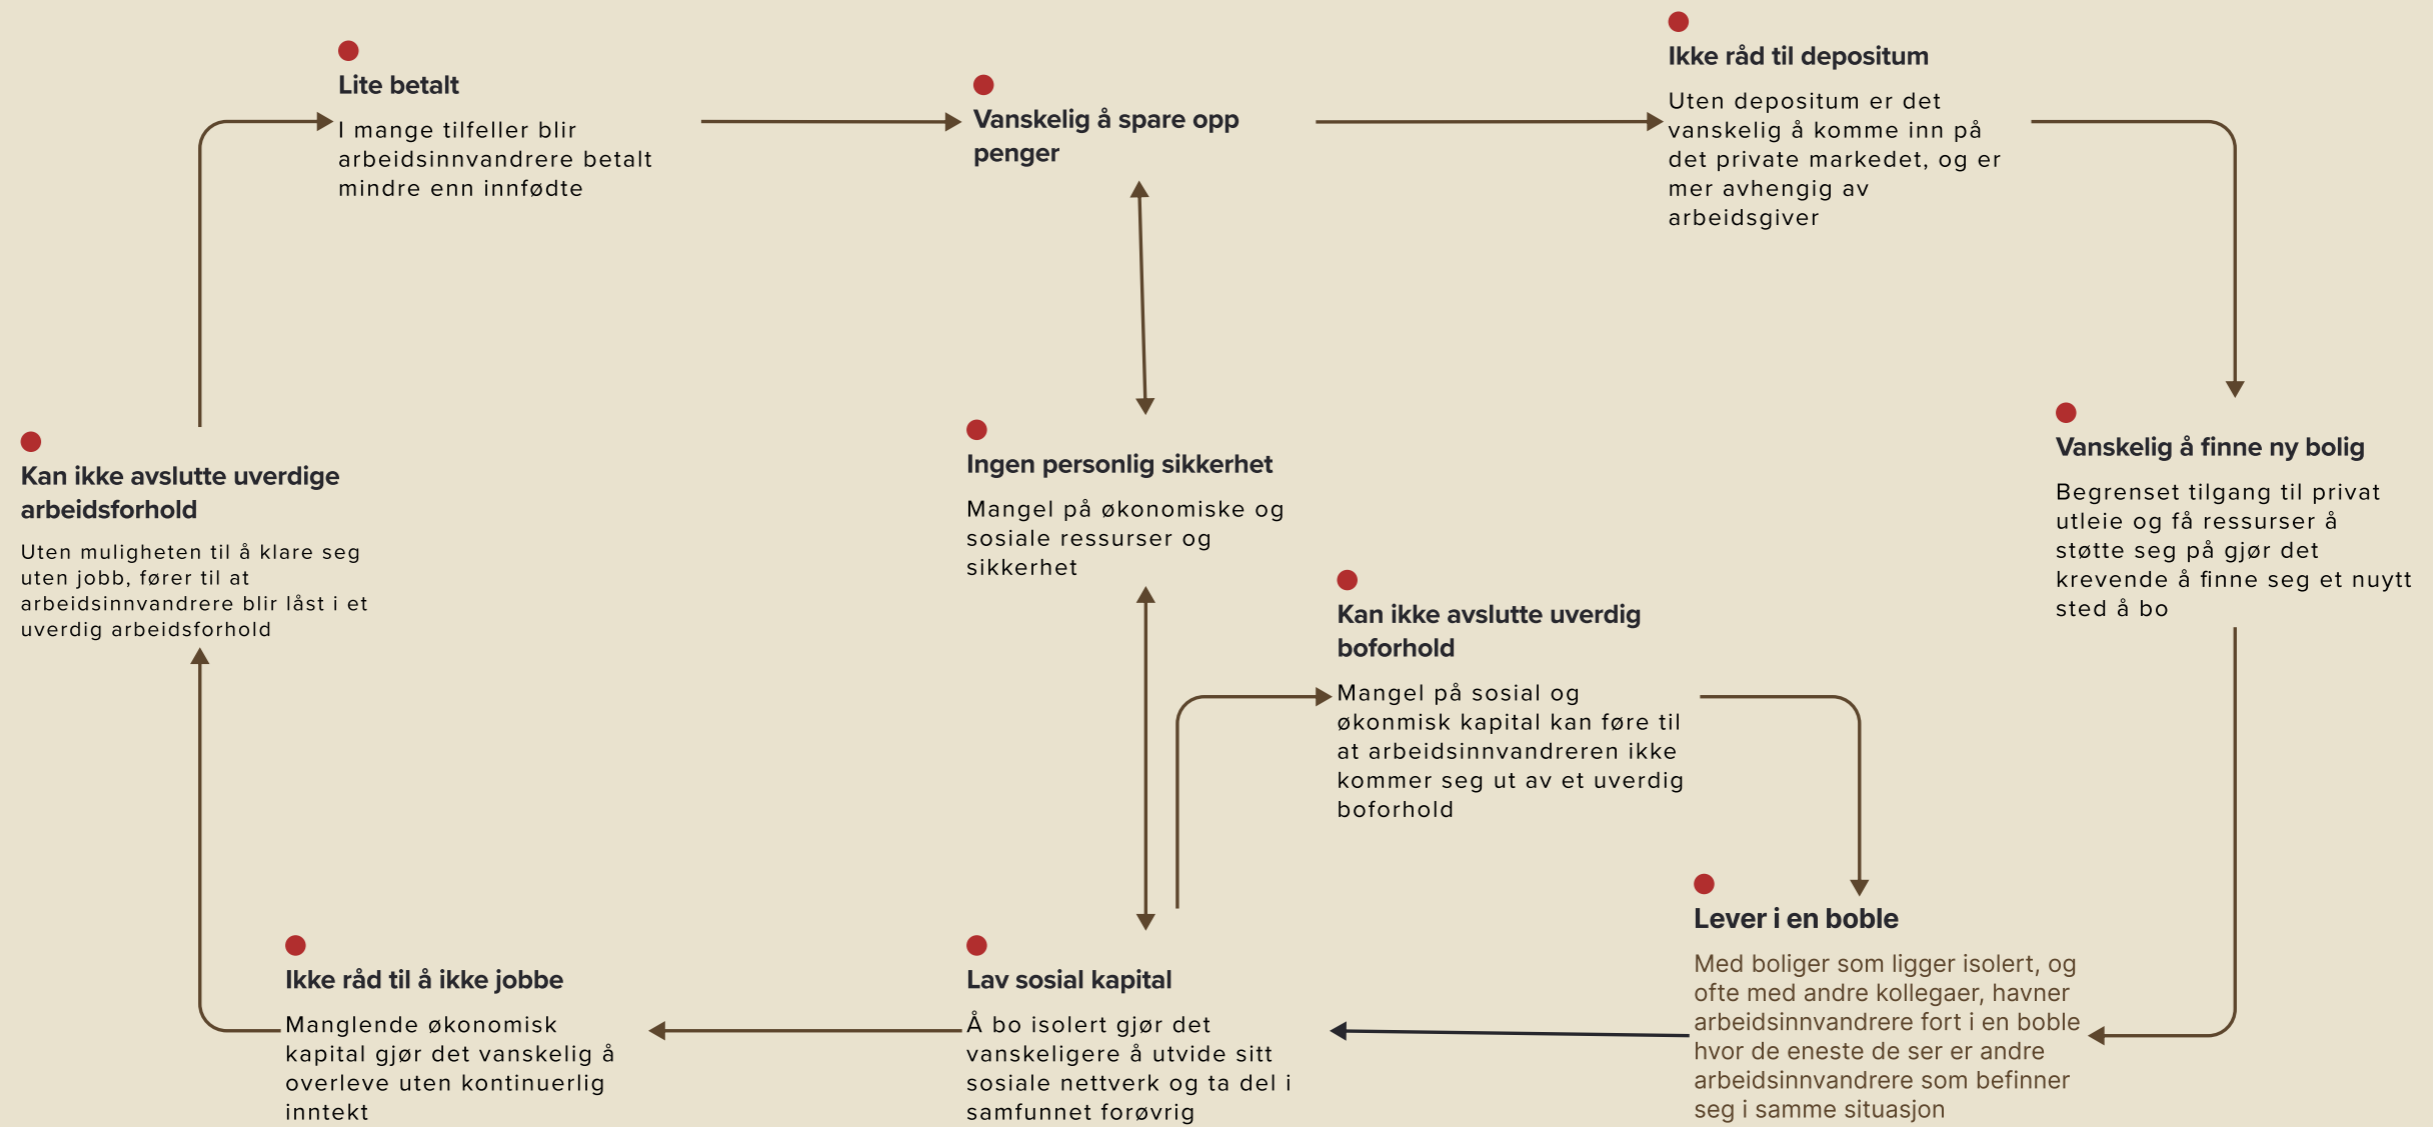 Lite betalt
I mange tilfeller blir
arbeidsinnvandrere betalt
mindre enn innfødte
Vanskelig å spare opp
penger
Ikke råd til depositum
Uten depositum er det
vanskelig å komme inn på
det private markedet, og er
mer avhengig av
arbeidsgiver
Vanskelig å finne ny bolig
Begrenset tilgang til privat
utleie og få ressurser å
støtte seg på gjør det
krevende å finne seg et nuytt
sted å bo
Kan ikke avslutte uverdige
arbeidsforhold
Uten muligheten til å klare seg
uten jobb, fører til at
arbeidsinnvandrere blir låst i et
uverdig arbeidsforhold
Ingen personlig sikkerhet
Mangel på økonomiske og
sosiale ressurser og
sikkerhet
Kan ikke avslutte uverdig
boforhold
Mangel på sosial og
økonmisk kapital kan føre til
at arbeidsinnvandreren ikke
kommer seg ut av et uverdig
boforhold
Lever i en boble
Med boliger som ligger isolert, og
ofte med andre kollegaer, havner
arbeidsinnvandrere fort i en boble
hvor de eneste de ser er andre
arbeidsinnvandrere som befinner
seg i samme situasjon
Lav sosial kapital
Å bo isolert gjør det
vanskeligere å utvide sitt
sosiale nettverk og ta del i
samfunnet forøvrig
Ikke råd til å ikke jobbe
Manglende økonomisk
kapital gjør det vanskelig å
overleve uten kontinuerlig
inntekt